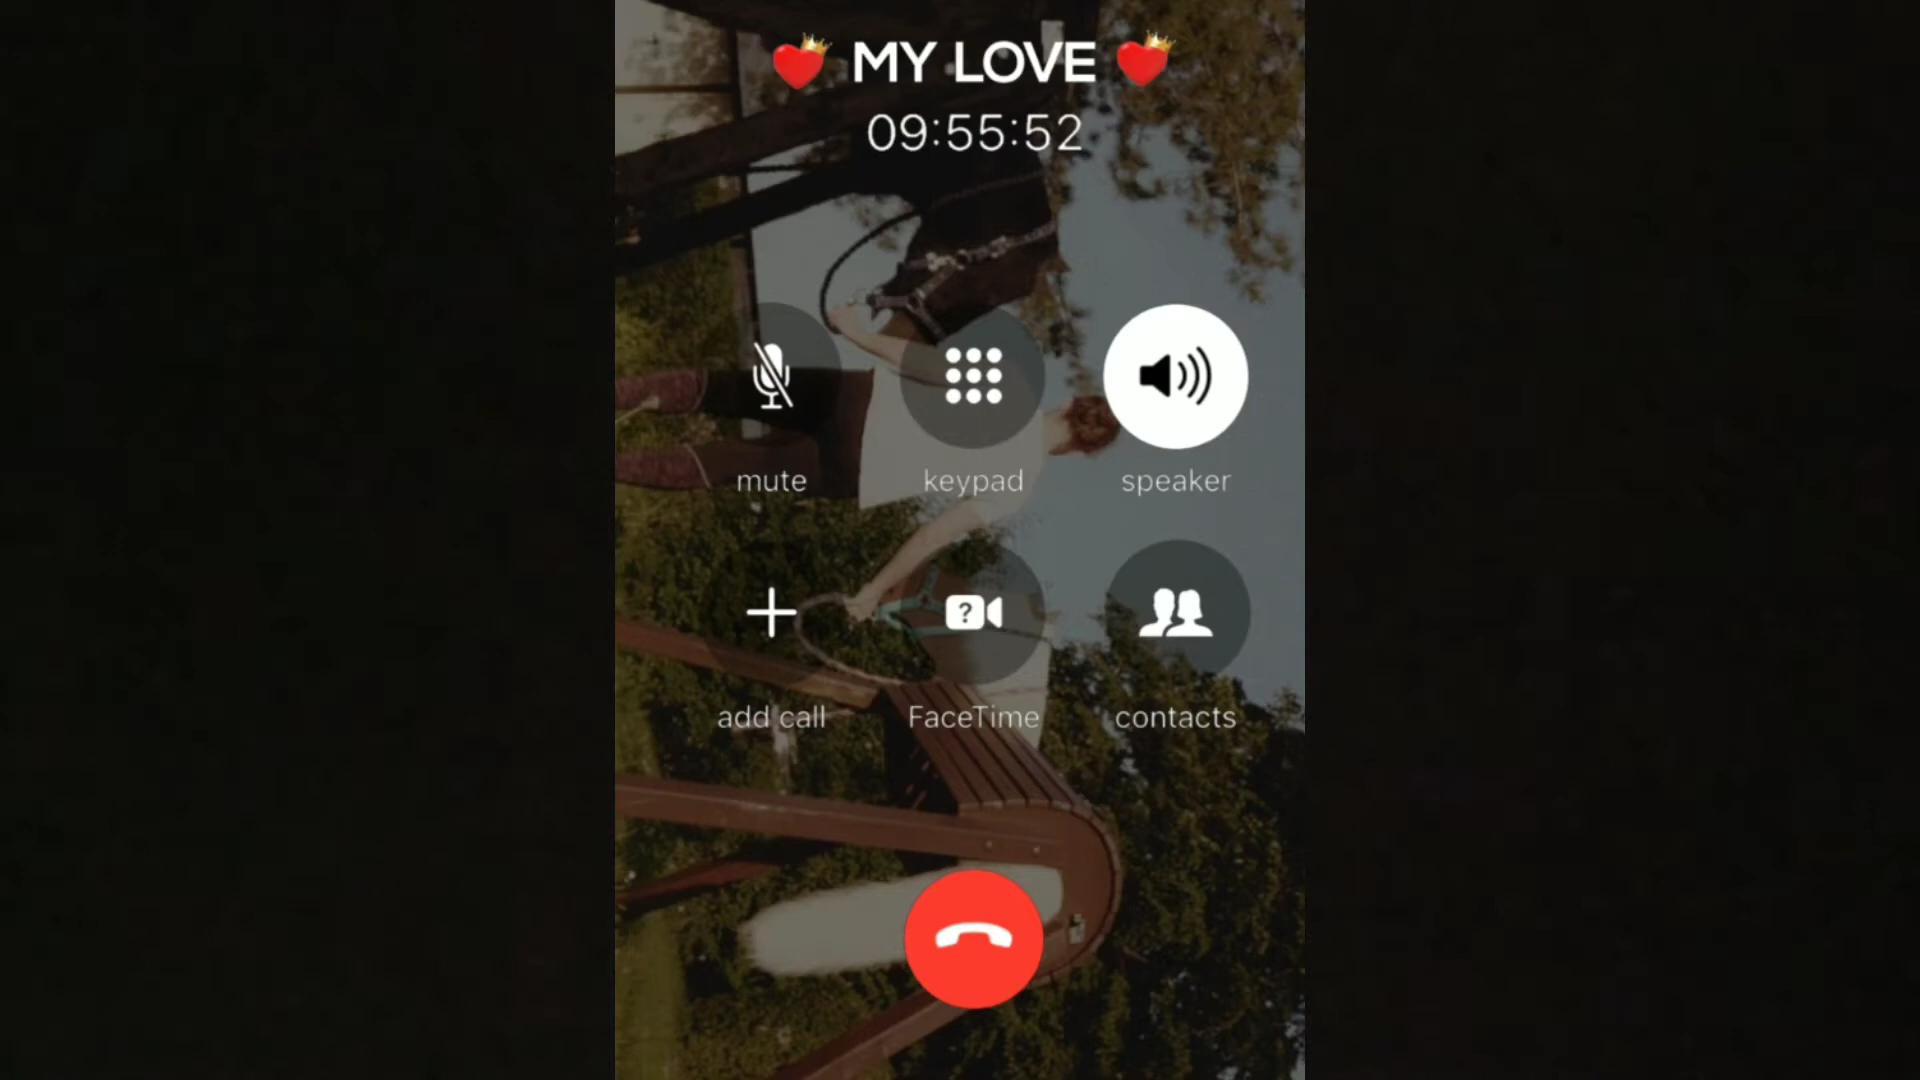 ❤️👑 MY LOVE ❤️👑
09:55:52
mute keypad speaker
add call FaceTime contacts